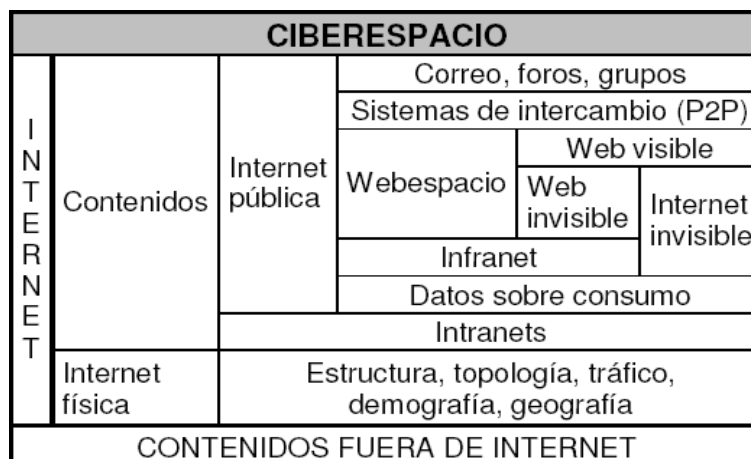 CIBERESPACIO
INTERNET
Contenidos
Internet
pública
Correo, foros, grupos
Sistemas de intercambio (P2P)
Webespacio
Web visible
Web
invisible
Internet
invisible
Infranet
Datos sobre consumo
Intranets
Internet
física
Estructura, topología, tráfico,
demografía, geografía
CONTENIDOS FUERA DE INTERNET